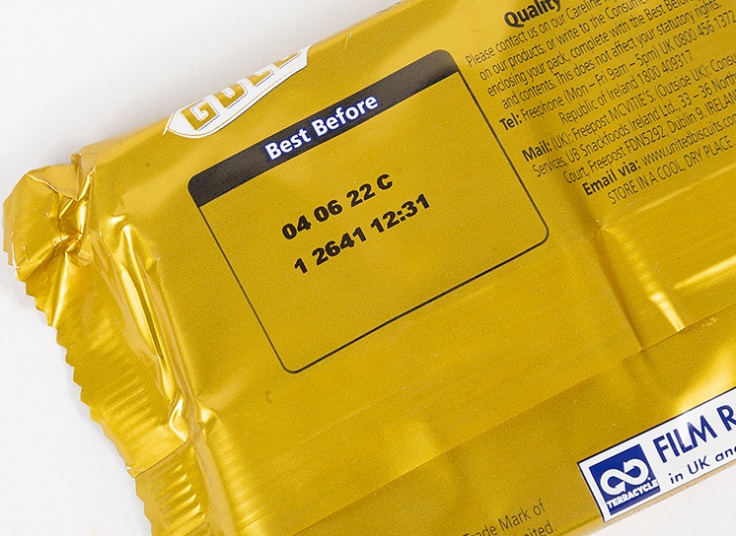 GOLD
Best Before
04 06 22 C
1 2641 12:31
Quality
Please contact us on our Careline
on our products, or write to the Consumer
enclosing your pack, complete with the Best Before
and contents. This does not affect your statutory rights.
Tel: Freephone (Mon – Fri 9am – 5pm) UK 0800 456 1372
Republic of Ireland 1800 409317.
Mail: (UK): Freepost MCVITIE'S. (Outside UK): Consu
Services, UB Snackfoods Ireland Ltd., 33 – 36 North
Court, Freepost FDN5292, Dublin 9, IRELAN
Email via: www.unitedbiscuits.com
STORE IN A COOL, DRY PLACE
TERRACYCLE
FILM R
in UK and
Trade Mark of
imited.